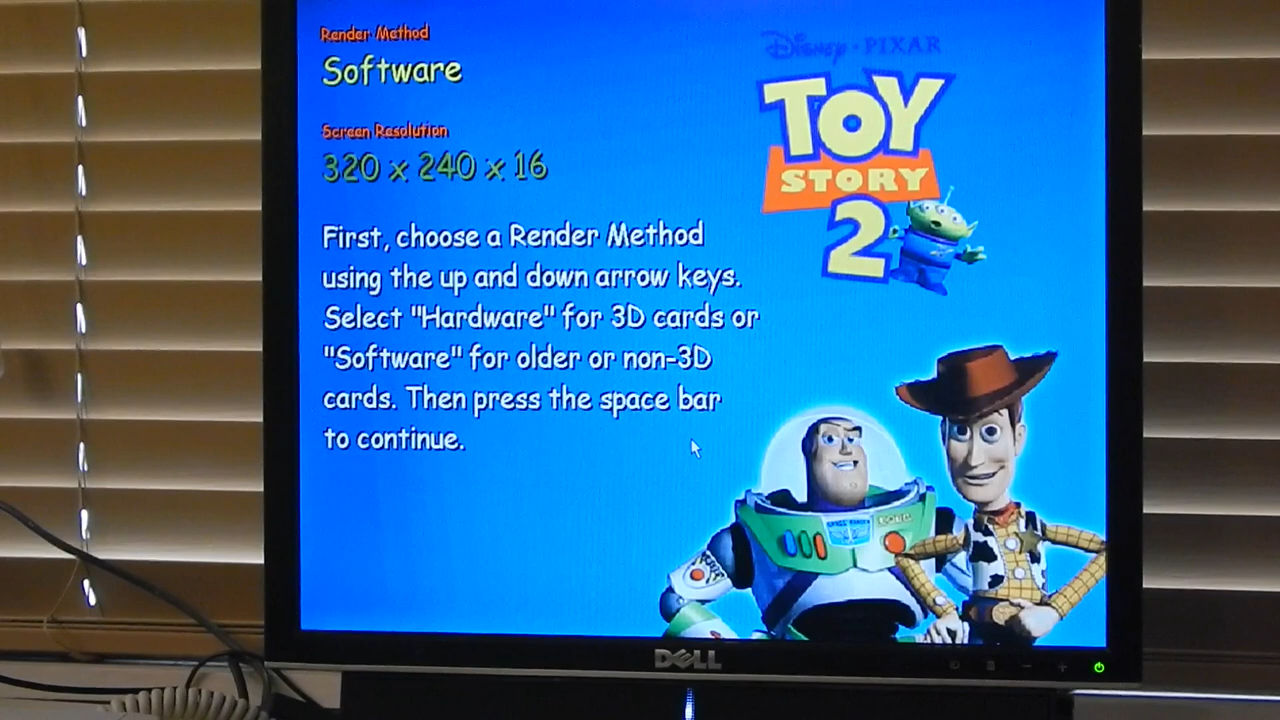 Render Method
Software
Screen Resolution
320 x 240 x 16
First, choose a Render Method
using the up and down arrow keys.
Select "Hardware" for 3D cards or
"Software" for older or non-3D
cards. Then press the space bar
to continue.
Disney • PIXAR
TOY
STORY
2
SPACE RANGER
DELL